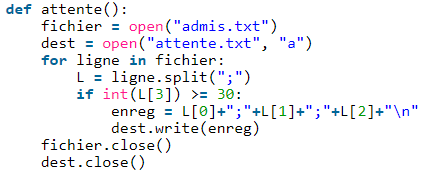 def attente():
    fichier = open("admis.txt")
    dest = open("attente.txt", "a")
    for ligne in fichier:
        L = ligne.split(";")
        if int(L[3]) >= 30:
            enreg = L[0]+";"+L[1]+";"+L[2]+"\n"
            dest.write(enreg)
    fichier.close()
    dest.close()